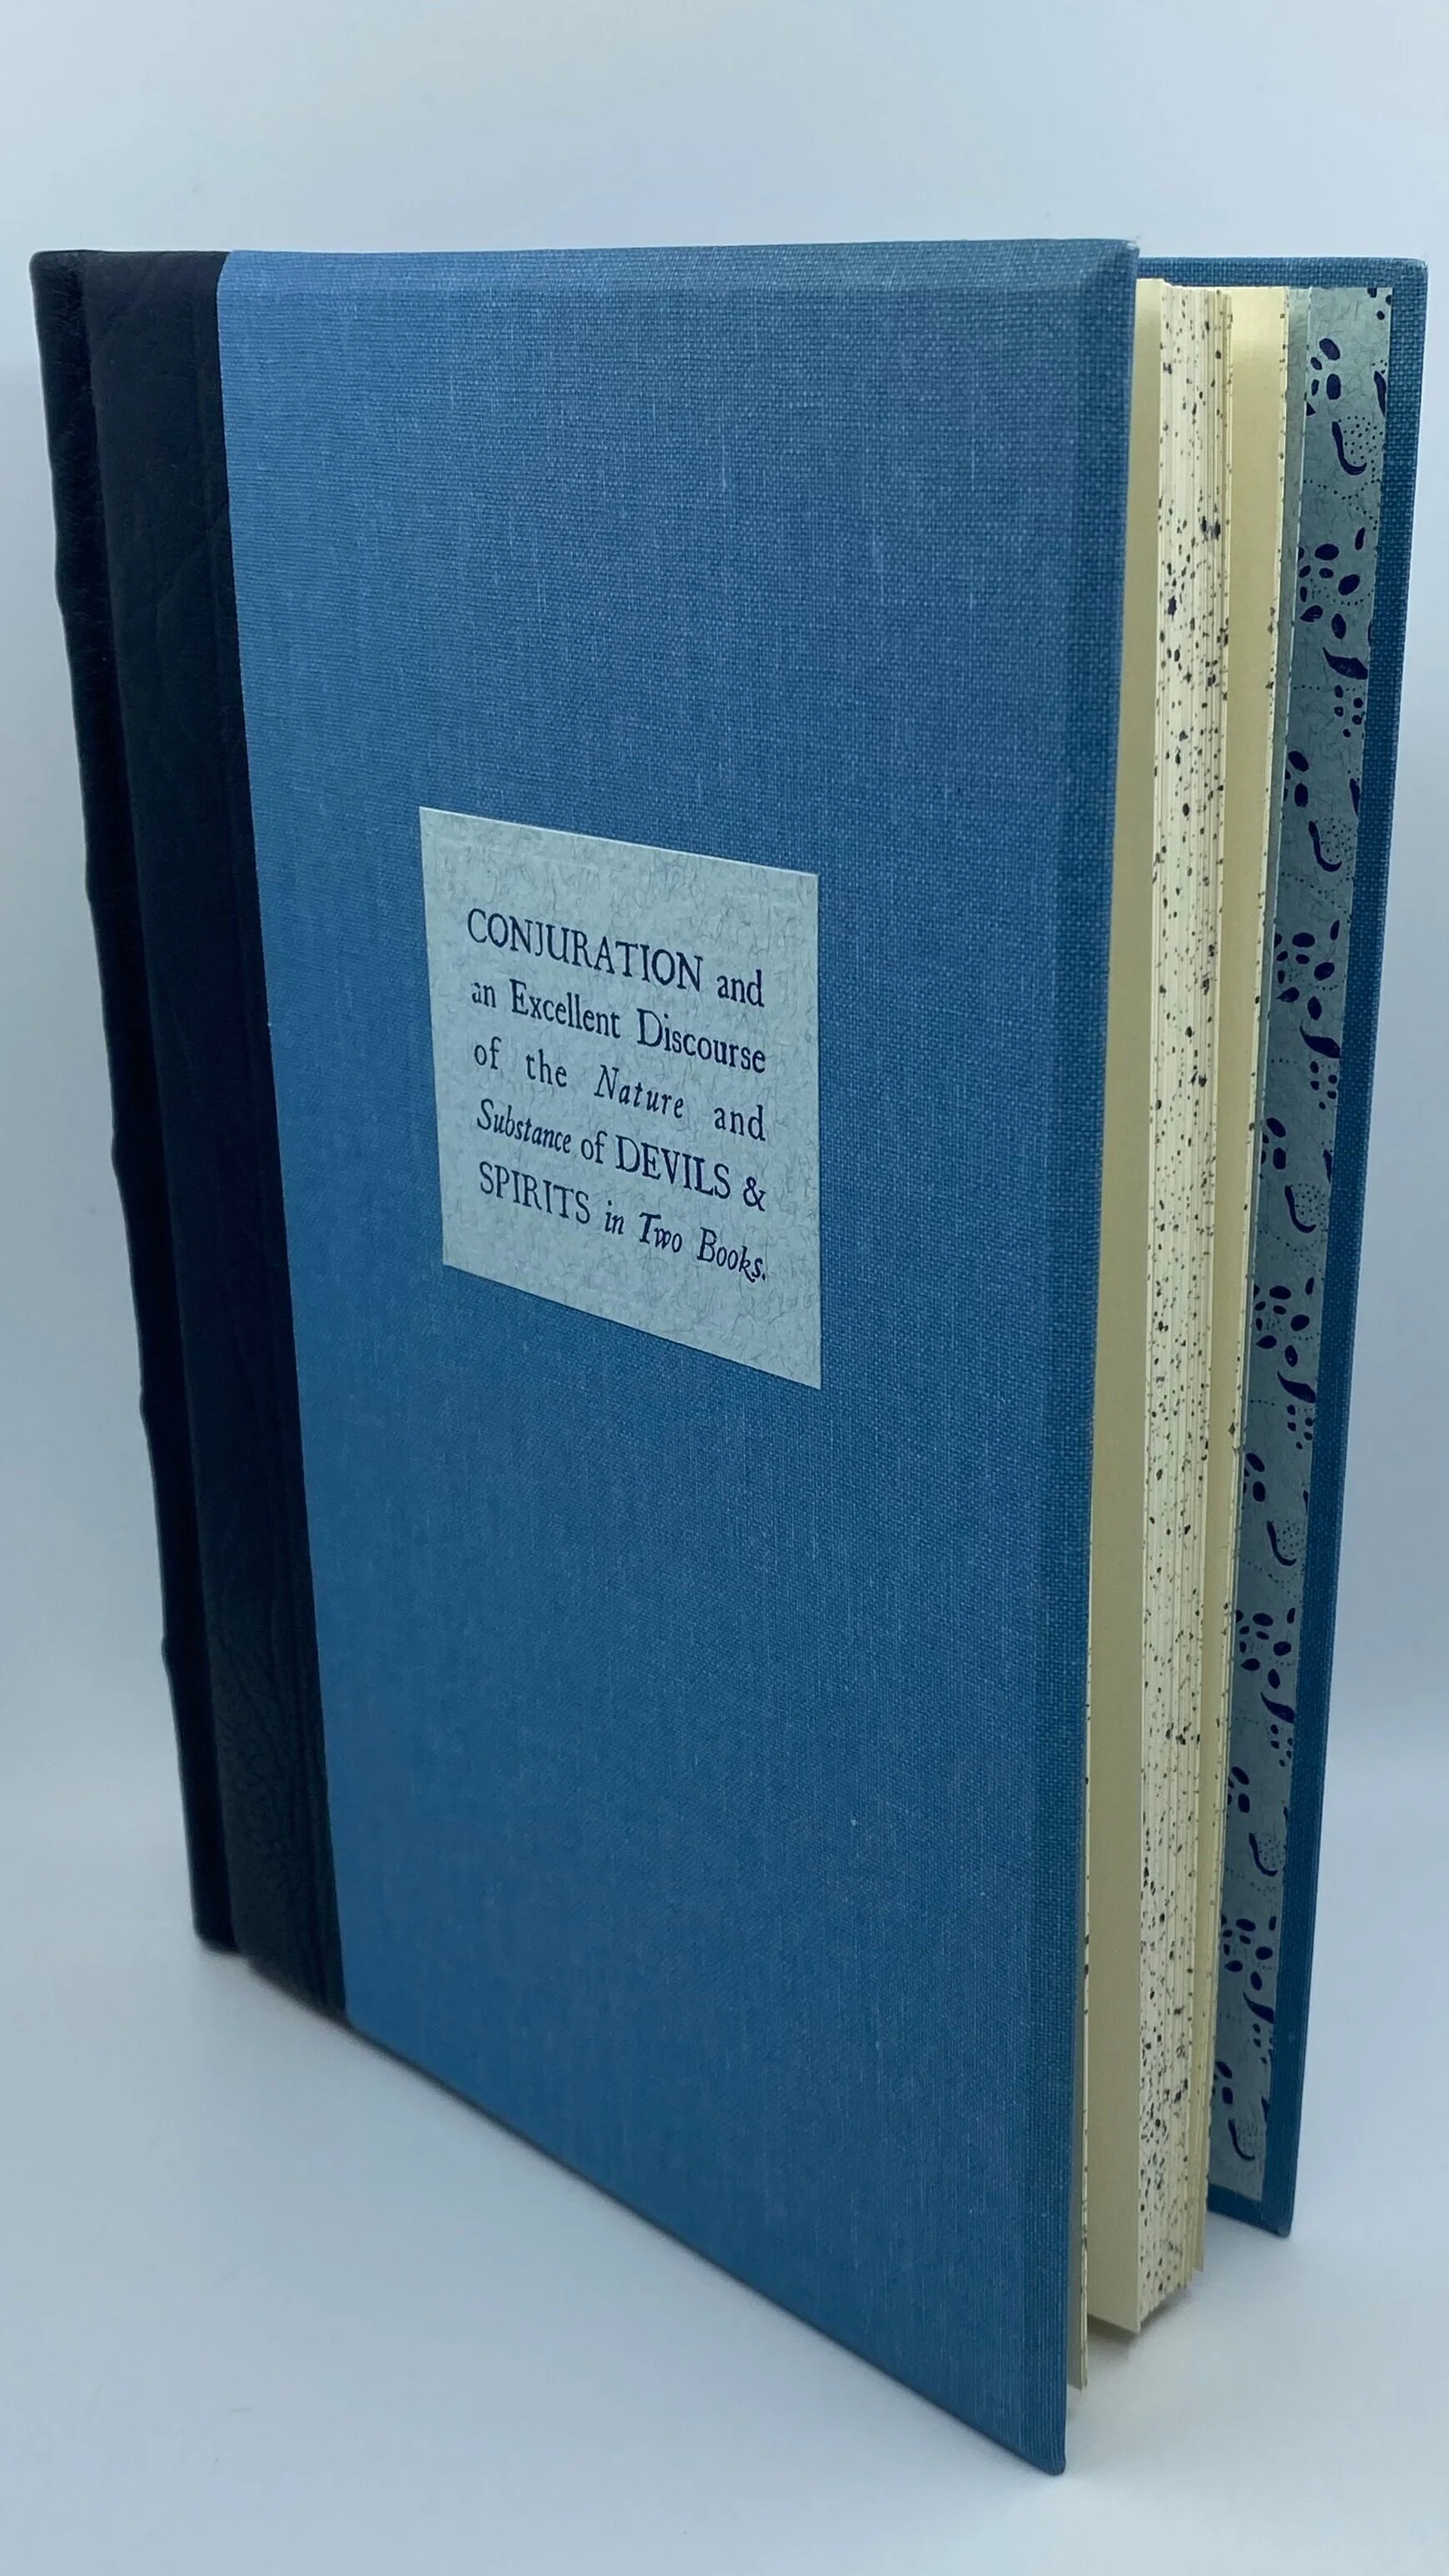 CONJURATION and
an Excellent Discourse
of the Nature and
Substance of DEVILS &
SPIRITS in Two Books.